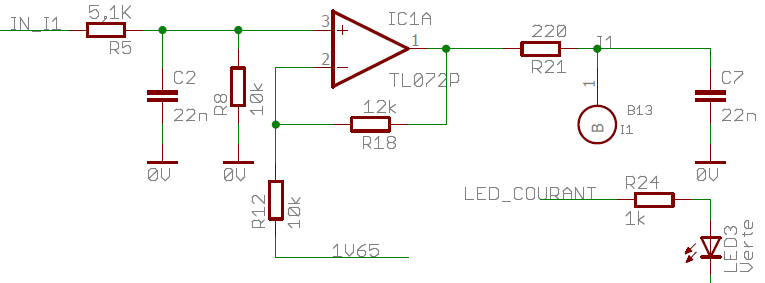 IN_I1
5,1K
R5
C2
22n
0V
R8
10k
0V
3
2
IC1A
1
TL072P
12k
R18
R12
10k
1V65
220
R21
I1
1
B
B13
I1
C7
22n
0V
LED_COURANT
R24
1k
LED3
Verte